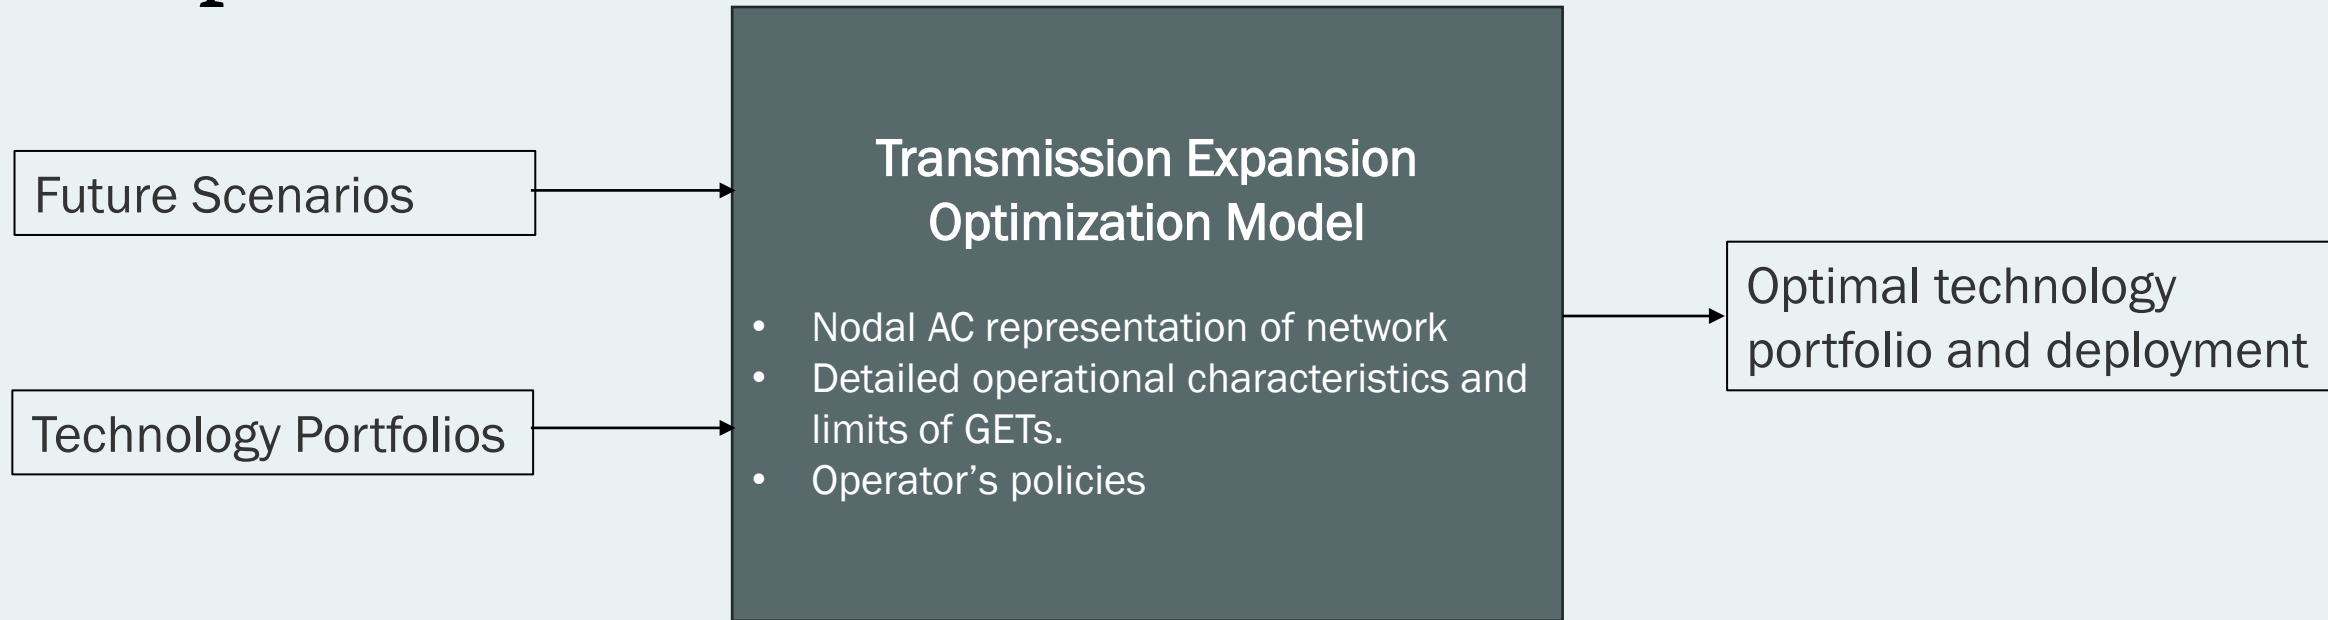 Future Scenarios
Technology Portfolios
Transmission Expansion
Optimization Model
• Nodal AC representation of network
• Detailed operational characteristics and
limits of GETs.
• Operator's policies
Optimal technology
portfolio and deployment